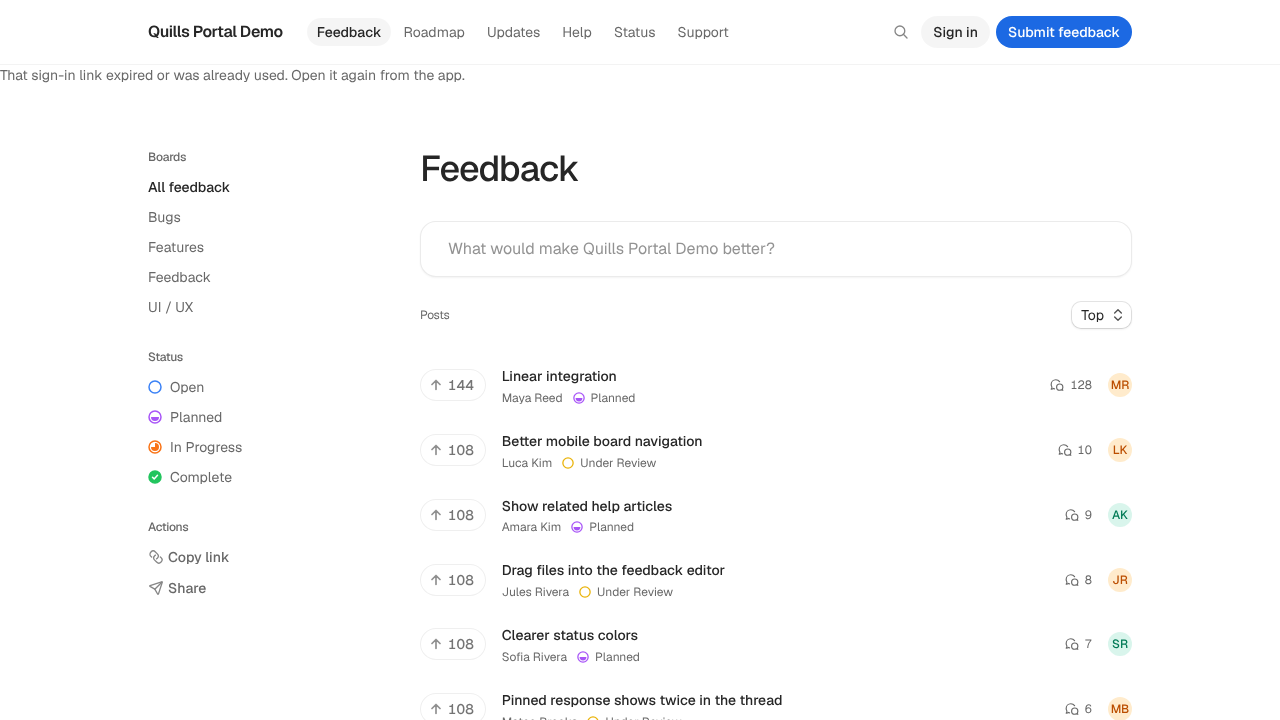 Quills Portal Demo Feedback Roadmap Updates Help Status Support Sign in Submit feedback
That sign-in link expired or was already used. Open it again from the app.
Boards
All feedback
Bugs
Features
Feedback
UI / UX
Status
Open
Planned
In Progress
Complete
Actions
Copy link
Share
Feedback
What would make Quills Portal Demo better?
Posts Top
144 Linear integration 128 MR
Maya Reed Planned
108 Better mobile board navigation 10 LK
Luca Kim Under Review
108 Show related help articles 9 AK
Amara Kim Planned
108 Drag files into the feedback editor 8 JR
Jules Rivera Under Review
108 Clearer status colors 7 SR
Sofia Rivera Planned
108 Pinned response shows twice in the thread 6 MB